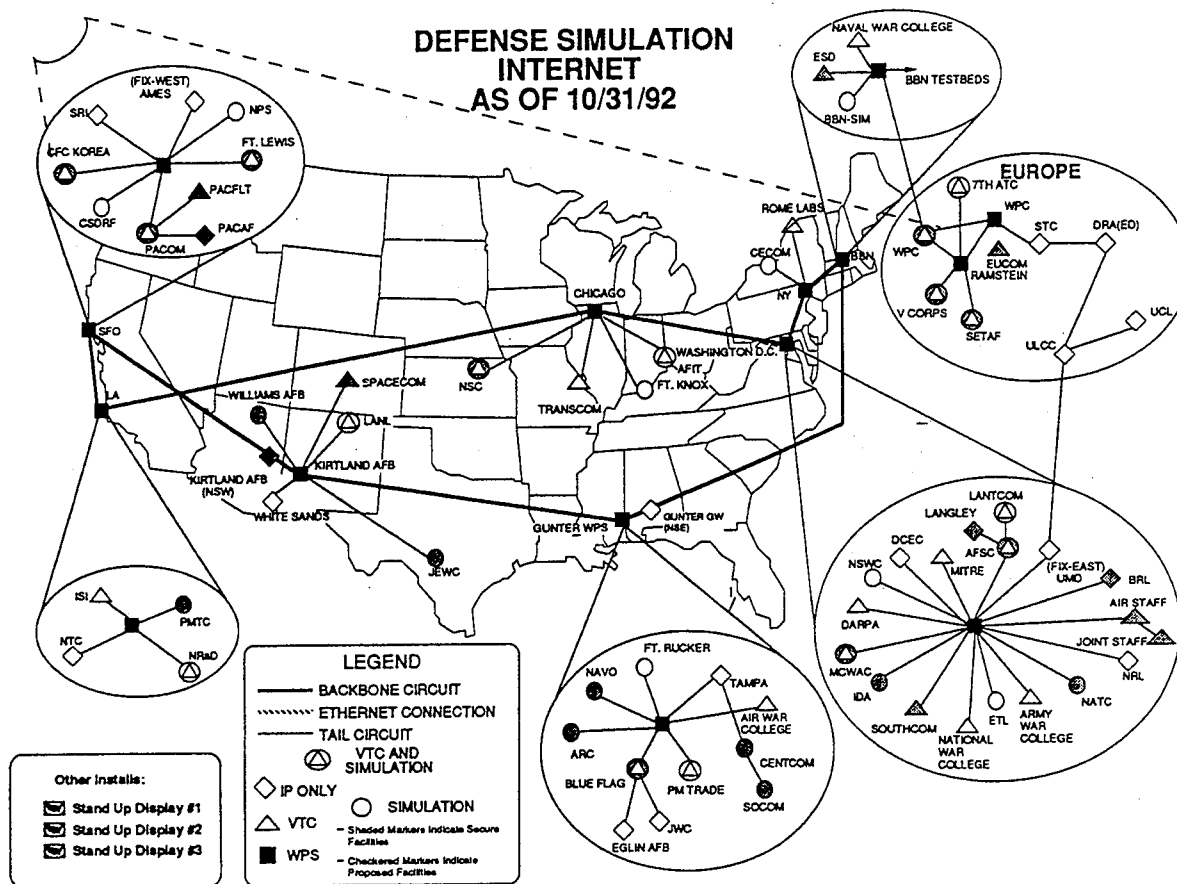 DEFENSE SIMULATION
INTERNET
AS OF 10/31/92
(FIX-WEST)
AMES
SRI
NPS
CFC KOREA
FT. LEWIS
PACFLT
CSDRF
PACOM
PACAF
NAVAL WAR COLLEGE
ESD
BBN TESTBEDS
BBN-SIM
EUROPE
7TH ATC
WPC
STC
DRA(ED)
WPC
EUCOM
RAMSTEIN
V CORPS
SETAF
UCL
ULCC
ROME LABS
CECOM
BBN
NY
CHICAGO
SFO
LA
WASHINGTON D.C.
AFIT
NSC
FT. KNOX
TRANSCOM
SPACECOM
WILLIAMS AFB
LANL
KIRTLAND AFB
KIRTLAND AFB
(NSW)
WHITE SANDS
GUNTER WPS
GUNTER GW
(NSE)
JEWC
ISI
PMTC
NTC
NRaD
LANTCOM
LANGLEY
DCEC
AFSC
NSWC
MITRE
(FIX-EAST)
UMD
BRL
DARPA
AIR STAFF
JOINT STAFF
MCWAC
NRL
IDA
NATC
SOUTHCOM
ETL
ARMY
WAR
COLLEGE
NATIONAL
WAR
COLLEGE
FT. RUCKER
NAVO
TAMPA
AIR WAR
COLLEGE
ARC
CENTCOM
BLUE FLAG
PM TRADE
SOCOM
JWC
EGLIN AFB
LEGEND
BACKBONE CIRCUIT
ETHERNET CONNECTION
TAIL CIRCUIT
VTC AND
SIMULATION
IP ONLY
SIMULATION
VTC
– Shaded Markers Indicate Secure
Facilities
WPS
– Checkered Markers Indicate
Proposed Facilities
Other Installs:
Stand Up Display #1
Stand Up Display #2
Stand Up Display #3